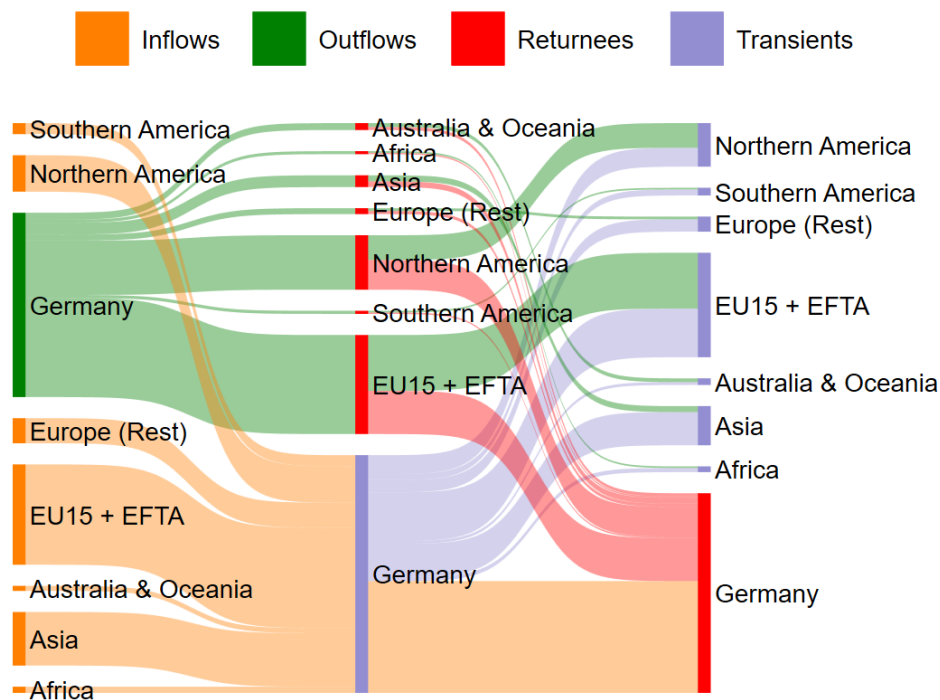 Inflows
Outflows
Returnees
Transients
Southern America
Northern America
Germany
Europe (Rest)
EU15 + EFTA
Australia & Oceania
Asia
Africa
Australia & Oceania
Africa
Asia
Europe (Rest)
Northern America
Southern America
EU15 + EFTA
Germany
Northern America
Southern America
Europe (Rest)
EU15 + EFTA
Australia & Oceania
Asia
Africa
Germany